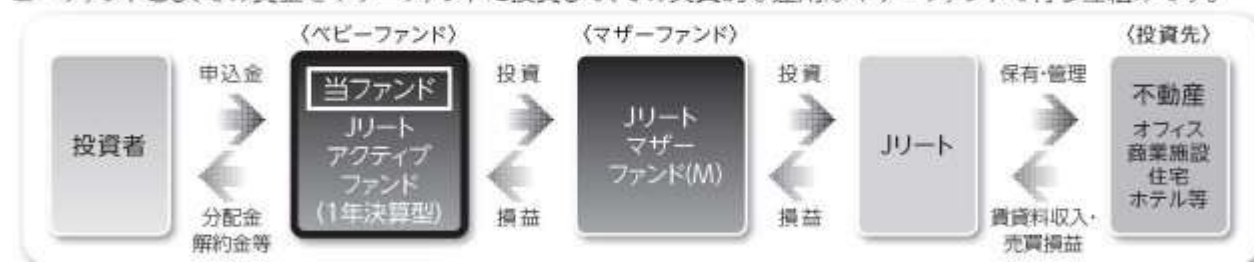 〈ベビーファンド〉
〈マザーファンド〉
〈投資先〉
投資者
申込金
分配金
解約金等
当ファンド
Jリート
アクティブ
ファンド
(1年決算型)
投資
損益
Jリート
マザー
ファンド(M)
投資
損益
Jリート
保有・管理
賃貸料収入・
売買損益
不動産
オフィス
商業施設
住宅
ホテル等